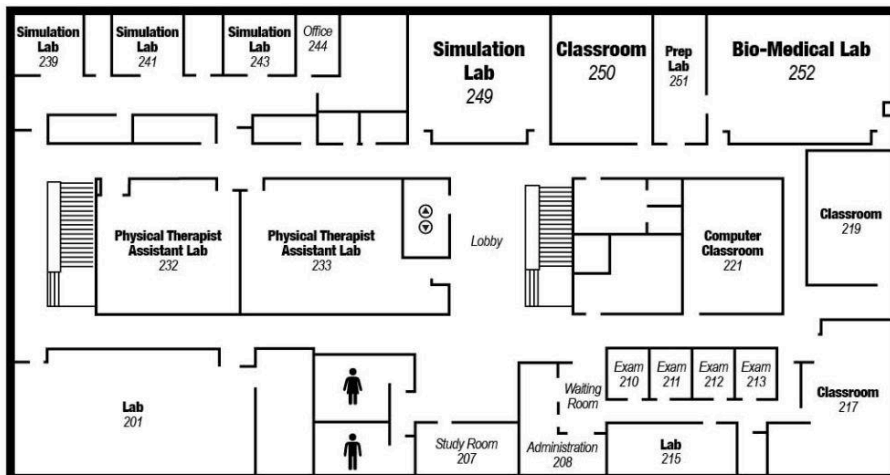 Simulation
Lab
239
Simulation
Lab
241
Simulation
Lab
243
Office
244
Simulation
Lab
249
Classroom
250
Prep
Lab
251
Bio-Medical Lab
252
Physical Therapist
Assistant Lab
232
Physical Therapist
Assistant Lab
233
Lobby
Computer
Classroom
221
Classroom
219
Lab
201
Study Room
207
Administration
208
Waiting
Room
Exam
210
Exam
211
Exam
212
Exam
213
Lab
215
Classroom
217